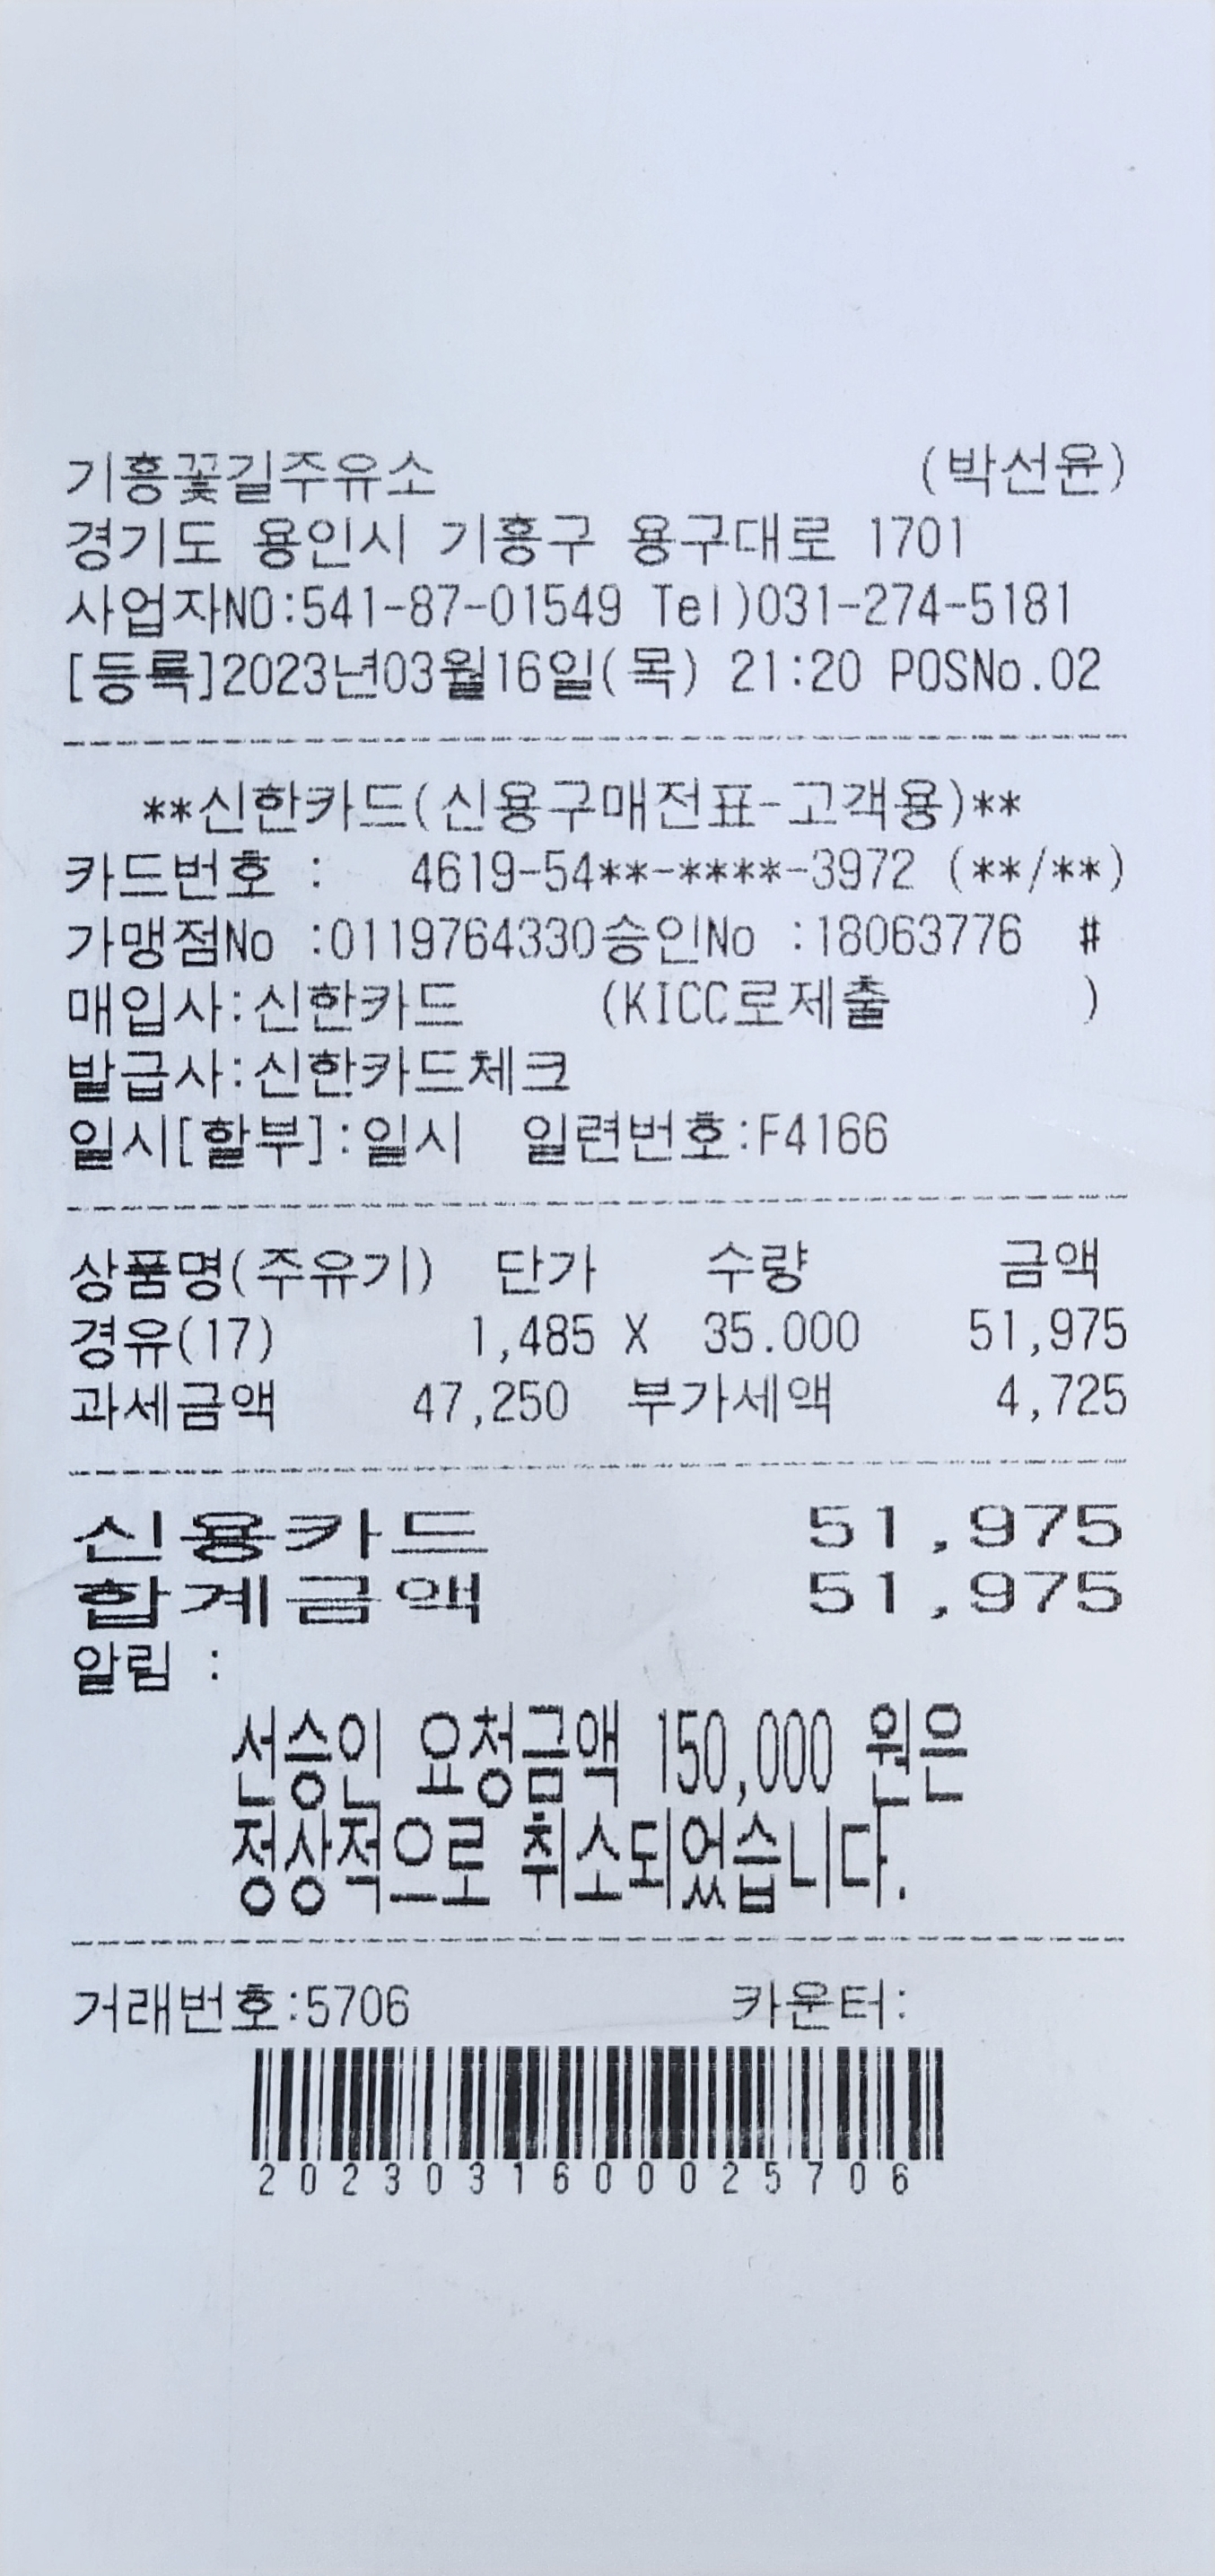 기흥꽃길주유소 (박선윤)
경기도 용인시 기흥구 용구대로 1701
사업자NO:541-87-01549 Tel)031-274-5181
[등록]2023년03월16일(목) 21:20 POSNo.02
**신한카드(신용구매전표-고객용)**
카드번호 : 4619-54**-****-3972 (**/**)
가맹점No :0119764330승인No :18063776 #
매입사:신한카드 (KICC로제출 )
발급사:신한카드체크
일시[할부]:일시 일련번호:F4166
상품명(주유기) 단가 수량 금액
경유(17) 1,485 X 35.000 51,975
과세금액 47,250 부가세액 4,725
신용카드 51,975
합계금액 51,975
알림 :
선승인 요청금액 150,000 원은
정상적으로 취소되었습니다.
거래번호:5706 카운터:
2023031600025706